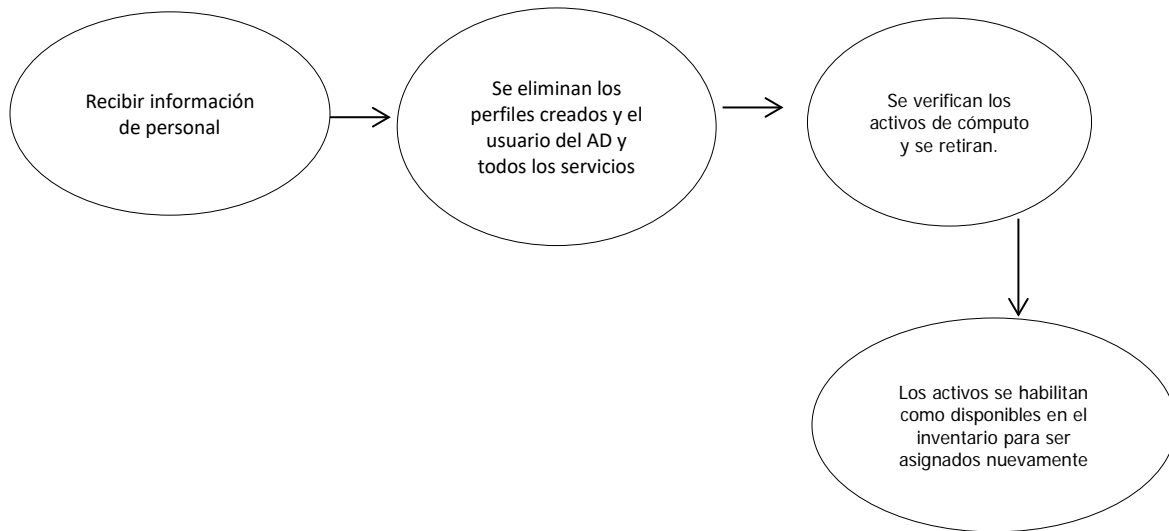 Recibir información
de personal
Se eliminan los
perfiles creados y el
usuario del AD y
todos los servicios
Se verifican los
activos de cómputo
y se retiran.
Los activos se habilitan
como disponibles en el
inventario para ser
asignados nuevamente